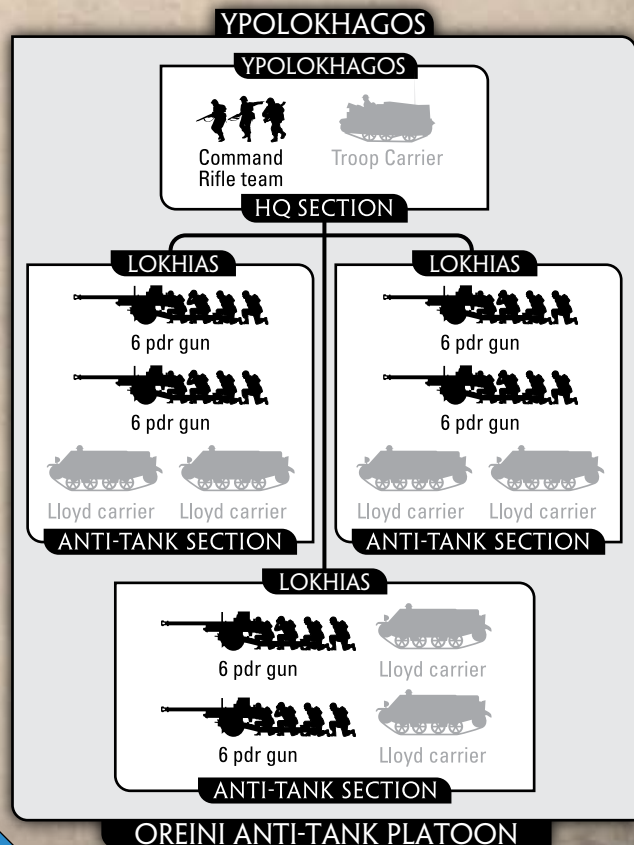 YPOLOKHAGOS
YPOLOKHAGOS
Command
Rifle team
Troop Carrier
HQ SECTION
LOKHIAS
6 pdr gun
6 pdr gun
Lloyd carrier Lloyd carrier
ANTI-TANK SECTION
LOKHIAS
6 pdr gun
6 pdr gun
Lloyd carrier Lloyd carrier
ANTI-TANK SECTION
LOKHIAS
6 pdr gun
Lloyd carrier
6 pdr gun
Lloyd carrier
ANTI-TANK SECTION
OREINI ANTI-TANK PLATOON